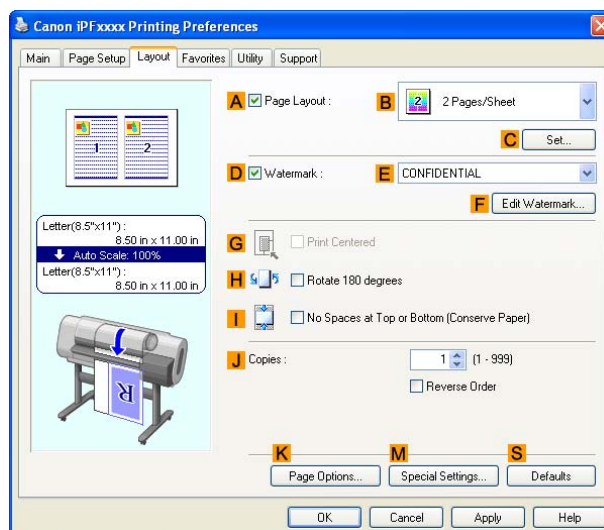 Canon iPFxxxx Printing Preferences
Main Page Setup Layout Favorites Utility Support
A Page Layout : B 2 2 Pages/Sheet
1 2
C Set...
D Watermark : E CONFIDENTIAL
F Edit Watermark...
Letter(8.5"x11") :
8.50 in x 11.00 in
Auto Scale: 100%
Letter(8.5"x11") :
8.50 in x 11.00 in
G Print Centered
H Rotate 180 degrees
I No Spaces at Top or Bottom (Conserve Paper)
R
J Copies : 1 (1 - 999)
Reverse Order
K M S
Page Options... Special Settings... Defaults
OK Cancel Apply Help